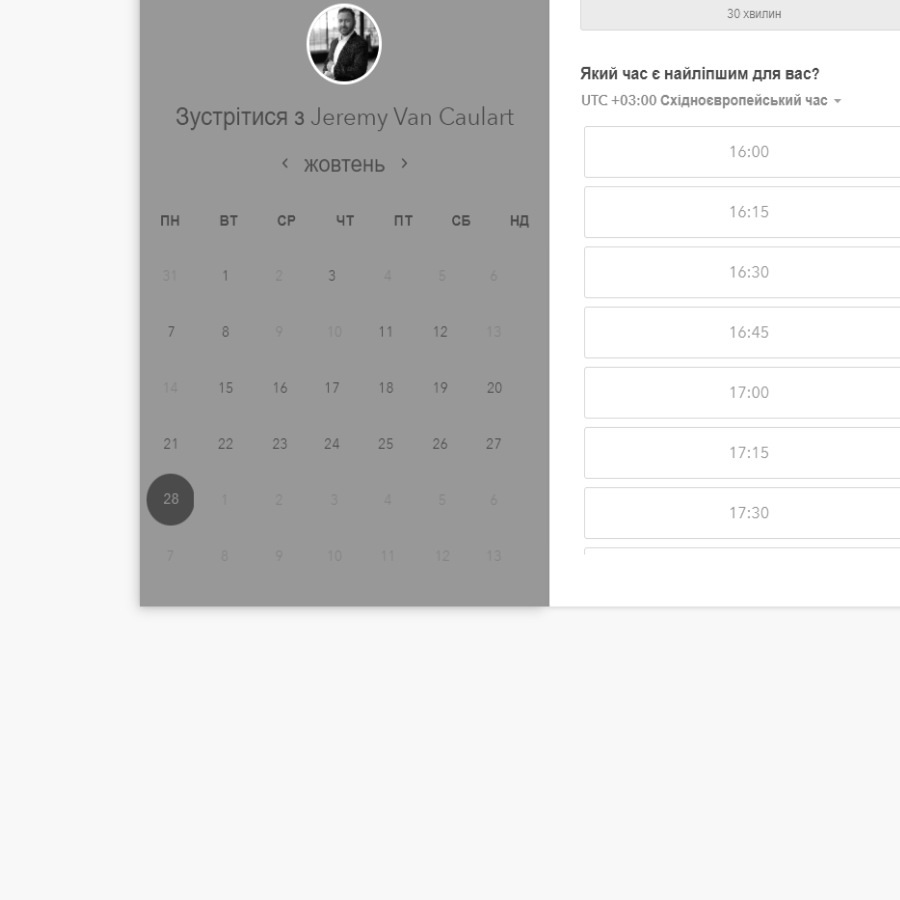 Зустрітися з Jeremy Van Caulart
‹ жовтень ›
ПН ВТ СР ЧТ ПТ СБ НД
31 1 2 3 4 5 6
7 8 9 10 11 12 13
14 15 16 17 18 19 20
21 22 23 24 25 26 27
28 1 2 3 4 5 6
7 8 9 10 11 12 13
30 хвилин
Який час є найліпшим для вас?
UTC +03:00 Східноєвропейський час
16:00
16:15
16:30
16:45
17:00
17:15
17:30